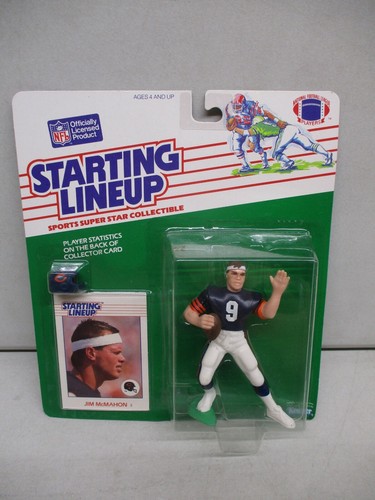 AGES 4 AND UP
NFL
Officially
Licensed
Product
PLAYERS
STARTING
LINEUP
SPORTS SUPER STAR COLLECTIBLE
PLAYER STATISTICS
ON THE BACK OF
COLLECTOR CARD
STARTING
LINEUP
9
JIM McMAHON